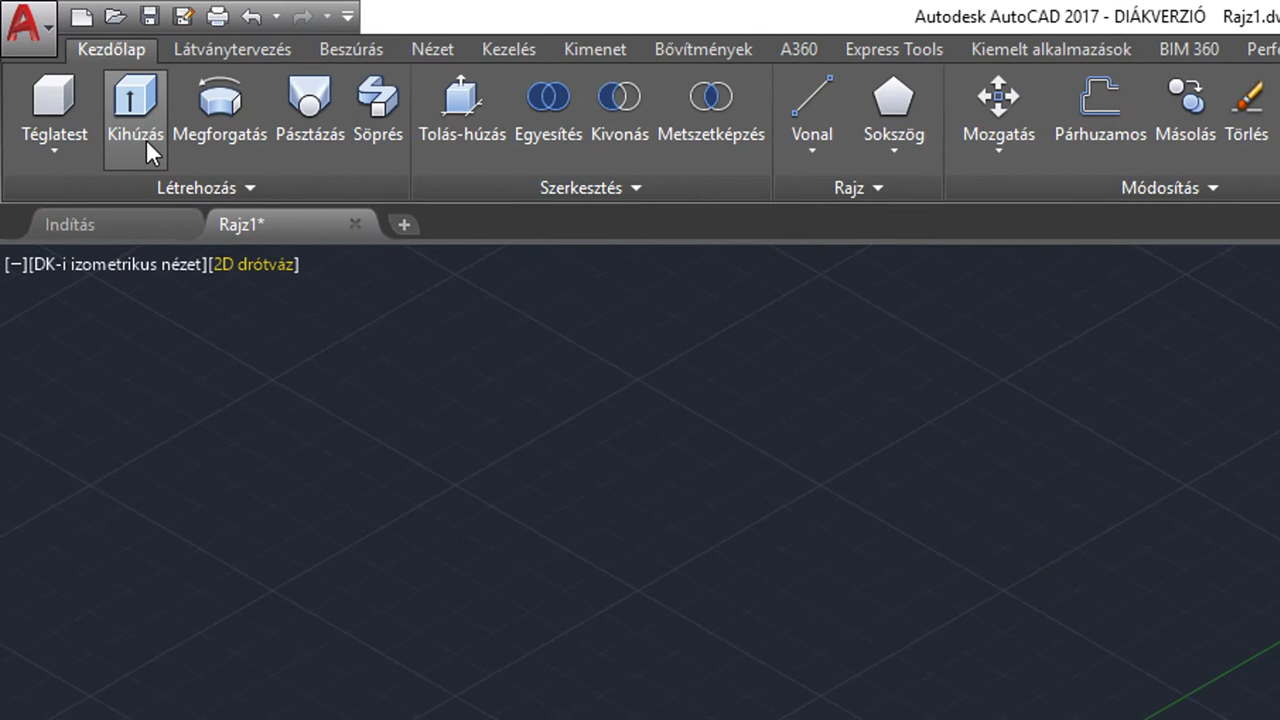 Autodesk AutoCAD 2017 - DIÁKVERZIÓ Rajz1.dw
Kezdőlap Látványtervezés Beszúrás Nézet Kezelés Kimenet Bővítmények A360 Express Tools Kiemelt alkalmazások BIM 360 Perfo
Téglatest Kihúzás Megforgatás Pásztázás Söprés Tolás-húzás Egyesítés Kivonás Metszetképzés Vonal Sokszög Mozgatás Párhuzamos Másolás Törlés
Létrehozás Szerkesztés Rajz Módosítás
Indítás Rajz1*
[−][DK-i izometrikus nézet][2D drótváz]